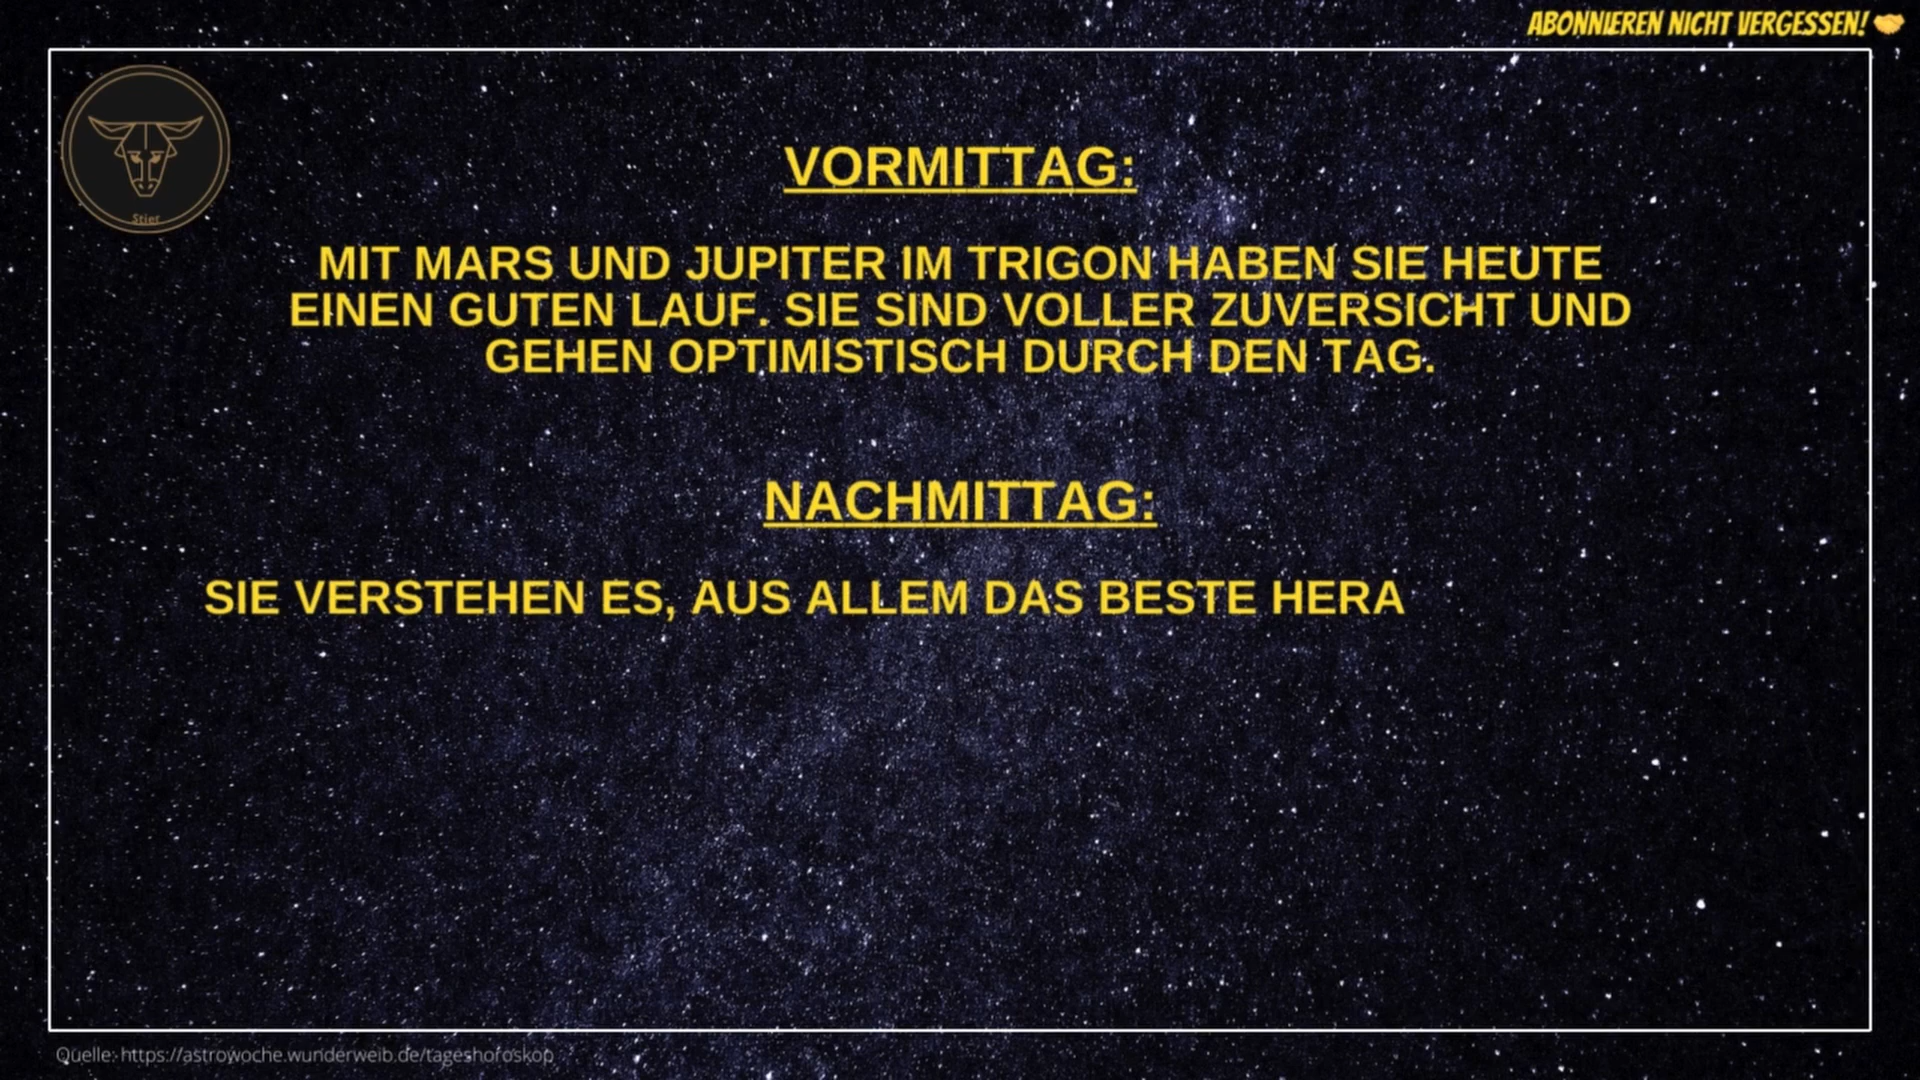 ABONNIEREN NICHT VERGESSEN!
Stier
VORMITTAG:
MIT MARS UND JUPITER IM TRIGON HABEN SIE HEUTE
EINEN GUTEN LAUF. SIE SIND VOLLER ZUVERSICHT UND
GEHEN OPTIMISTISCH DURCH DEN TAG.
NACHMITTAG:
SIE VERSTEHEN ES, AUS ALLEM DAS BESTE HERA
Quelle: https://astrowoche.wunderweib.de/tageshoroskop